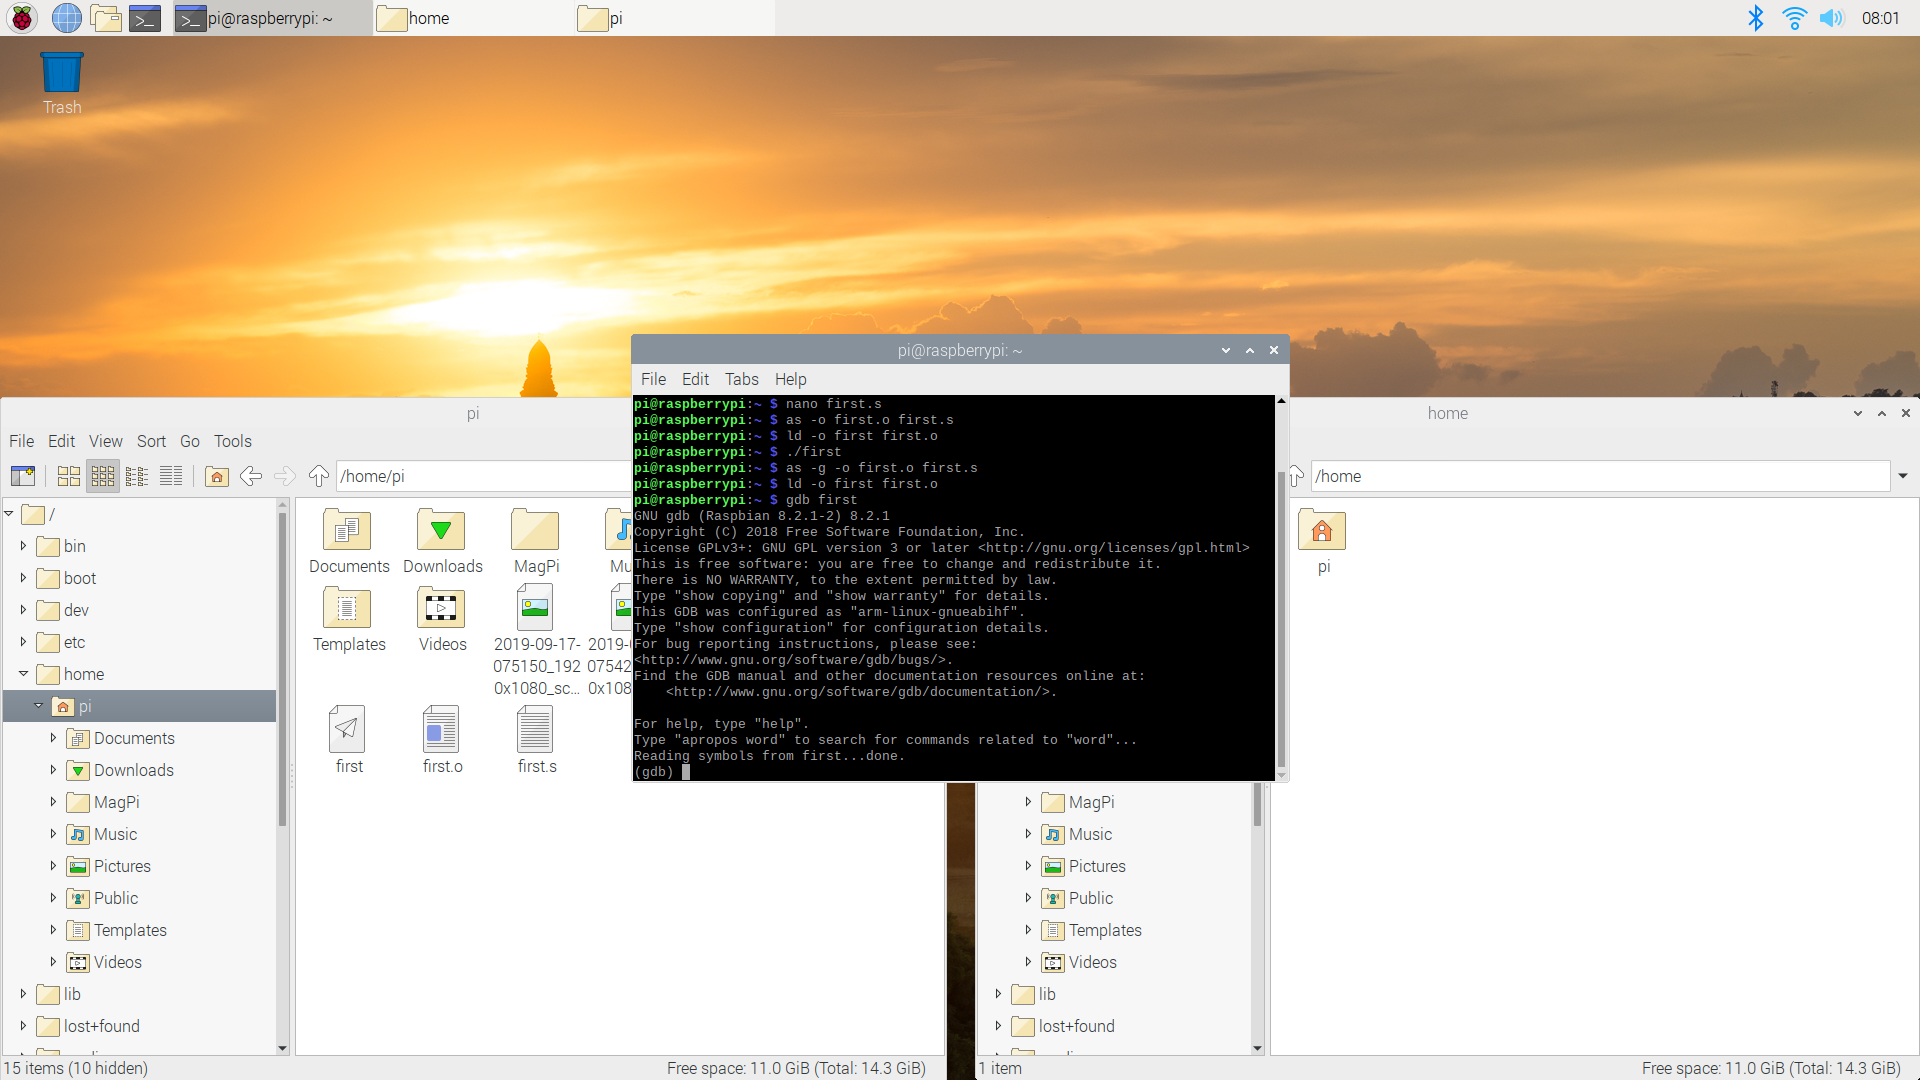 pi@raspberrypi: ~
home
pi
08:01
Trash
pi@raspberrypi: ~
File Edit Tabs Help
pi@raspberrypi:~ $ nano first.s
pi@raspberrypi:~ $ as -o first.o first.s
pi@raspberrypi:~ $ ld -o first first.o
pi@raspberrypi:~ $ ./first
pi@raspberrypi:~ $ as -g -o first.o first.s
pi@raspberrypi:~ $ ld -o first first.o
pi@raspberrypi:~ $ gdb first
GNU gdb (Raspbian 8.2.1-2) 8.2.1
Copyright (C) 2018 Free Software Foundation, Inc.
License GPLv3+: GNU GPL version 3 or later <http://gnu.org/licenses/gpl.html>
This is free software: you are free to change and redistribute it.
There is NO WARRANTY, to the extent permitted by law.
Type "show copying" and "show warranty" for details.
This GDB was configured as "arm-linux-gnueabihf".
Type "show configuration" for configuration details.
For bug reporting instructions, please see:
<http://www.gnu.org/software/gdb/bugs/>.
Find the GDB manual and other documentation resources online at:
<http://www.gnu.org/software/gdb/documentation/>.
For help, type "help".
Type "apropos word" to search for commands related to "word"...
Reading symbols from first...done.
(gdb)
pi
File Edit View Sort Go Tools
/home/pi
/
bin
boot
dev
etc
home
pi
Documents
Downloads
MagPi
Music
Pictures
Public
Templates
Videos
lib
lost+found
Documents Downloads MagPi Mu
Templates Videos
2019-09-17-
075150_192
0x1080_sc...
2019-
07542
0x108
first first.o first.s
15 items (10 hidden)
Free space: 11.0 GiB (Total: 14.3 GiB)
home
/home
pi
MagPi
Music
Pictures
Public
Templates
Videos
lib
lost+found
1 item
Free space: 11.0 GiB (Total: 14.3 GiB)